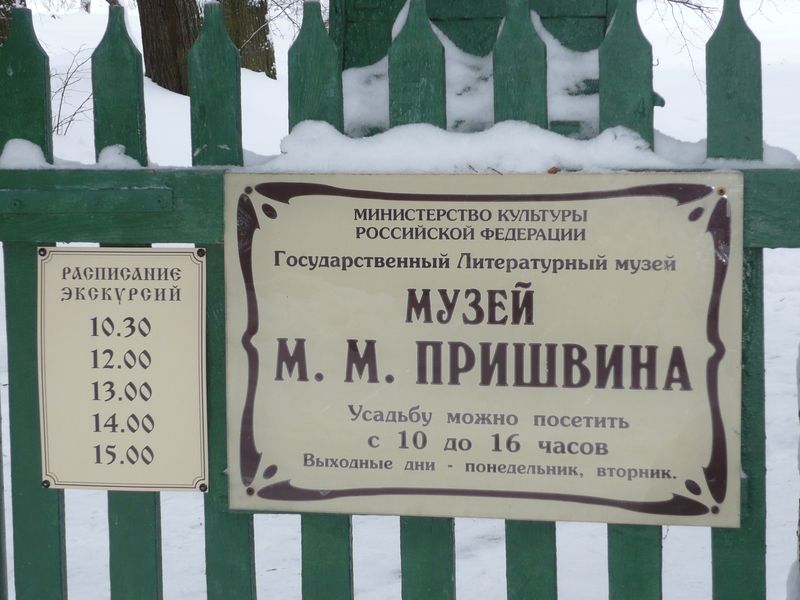 РАСПИСАНИЕ
ЭКСКУРСИЙ
10.30
12.00
13.00
14.00
15.00
МИНИСТЕРСТВО КУЛЬТУРЫ
РОССИЙСКОЙ ФЕДЕРАЦИИ
Государственный Литературный музей
МУЗЕЙ
М. М. ПРИШВИНА
Усадьбу можно посетить
с 10 до 16 часов
Выходные дни - понедельник, вторник.